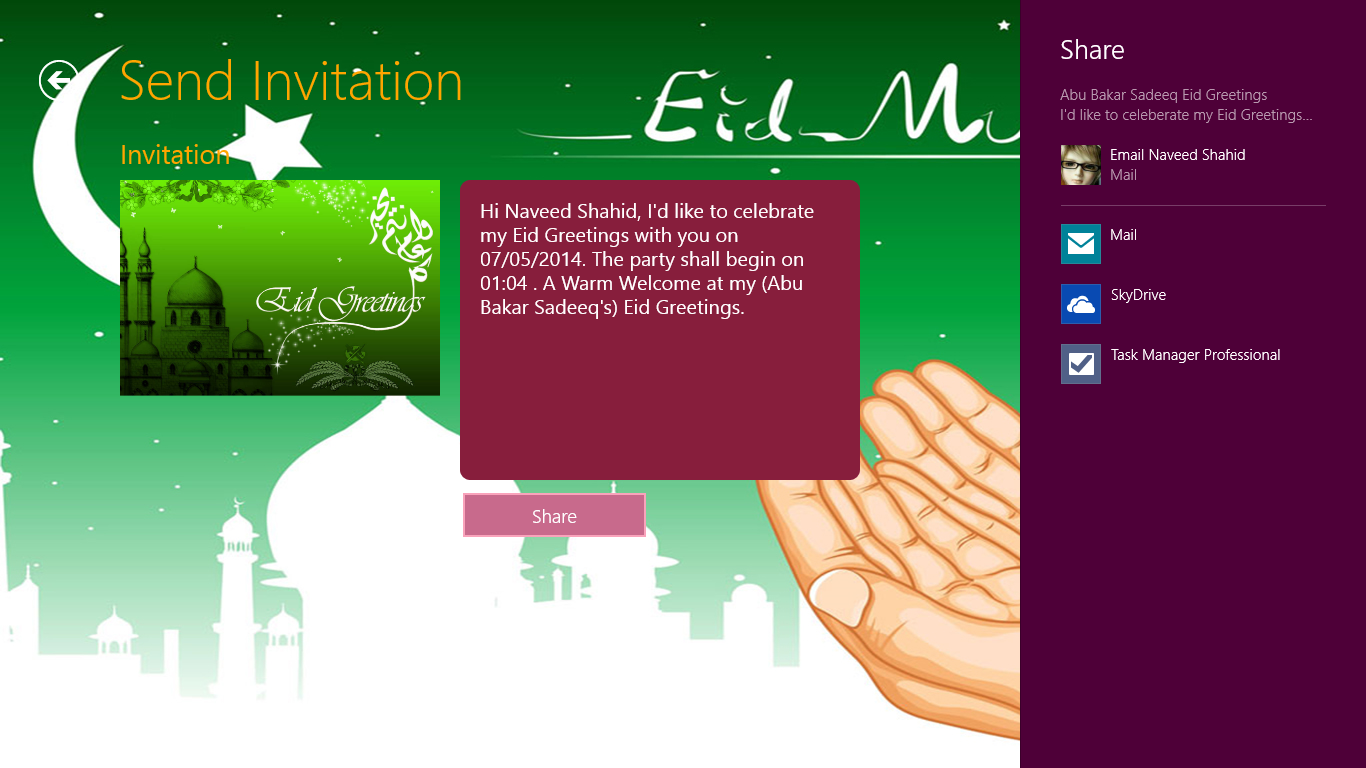 Send Invitation
Eid Mu
Invitation
Eid Greetings
Hi Naveed Shahid, I'd like to celebrate
my Eid Greetings with you on
07/05/2014. The party shall begin on
01:04 . A Warm Welcome at my (Abu
Bakar Sadeeq's) Eid Greetings.
Share
Share
Abu Bakar Sadeeq Eid Greetings
I'd like to celeberate my Eid Greetings...
Email Naveed Shahid
Mail
Mail
SkyDrive
Task Manager Professional